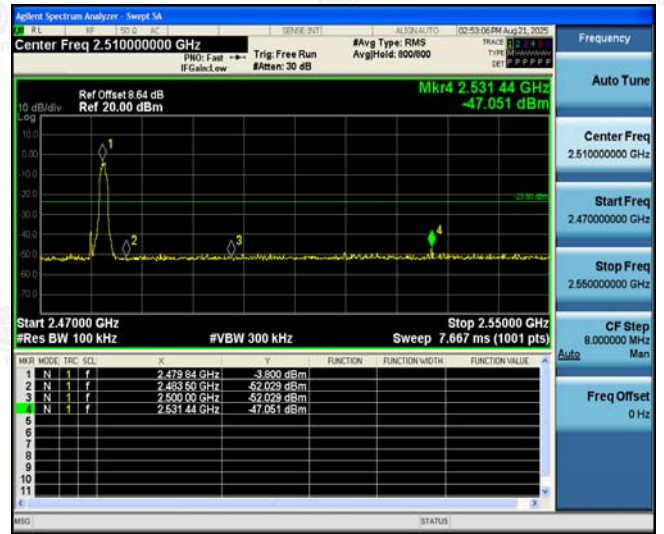 Agilent Spectrum Analyzer - Swept SA
RL RF 50 Ω AC SENSE:INT ALIGN AUTO 02:53:06 PM Aug 21, 2025
Center Freq 2.510000000 GHz
PNO: Fast
IFGain:Low
Trig: Free Run
#Atten: 30 dB
#Avg Type: RMS
Avg|Hold: 800/800
TRACE 1 2 3 4 5 6
TYPE
DET P P P P P P
Frequency
Mkr4 2.531 44 GHz
-47.051 dBm
Ref Offset 8.64 dB
10 dB/div Ref 20.00 dBm
Log
10.0
0.00
-10.0
-20.0
-30.0
-40.0
-50.0
-60.0
-70.0
1
2
3
4
Start 2.47000 GHz Stop 2.55000 GHz
#Res BW 100 kHz #VBW 300 kHz Sweep 7.667 ms (1001 pts)
MKR MODE TRC SCL X Y FUNCTION FUNCTION WIDTH FUNCTION VALUE
1 N 1 f 2.479 84 GHz -3.800 dBm
2 N 1 f 2.483 50 GHz -52.029 dBm
3 N 1 f 2.500 00 GHz -52.029 dBm
4 N 1 f 2.531 44 GHz -47.051 dBm
5
6
7
8
9
10
11
MSG STATUS
Auto Tune
Center Freq
2.510000000 GHz
Start Freq
2.470000000 GHz
Stop Freq
2.550000000 GHz
CF Step
8.000000 MHz
Auto Man
Freq Offset
0 Hz